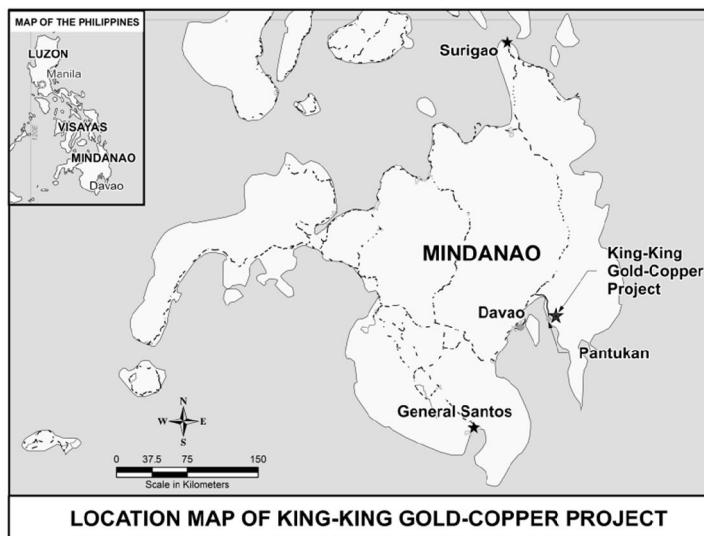 MAP OF THE PHILIPPINES
LUZON
Manila
120E
VISAYAS
MINDANAO
Davao
Surigao
MINDANAO
King-King
Gold-Copper
Project
Davao
Pantukan
General Santos
N
W E
S
0 37.5 75 150
Scale in Kilometers
LOCATION MAP OF KING-KING GOLD-COPPER PROJECT